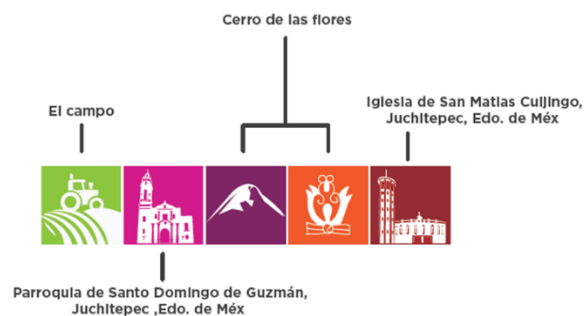 Cerro de las flores
El campo
Iglesia de San Matias Cuijingo,
Juchitepec, Edo. de Méx
Parroquia de Santo Domingo de Guzmán,
Juchitepec ,Edo. de Méx